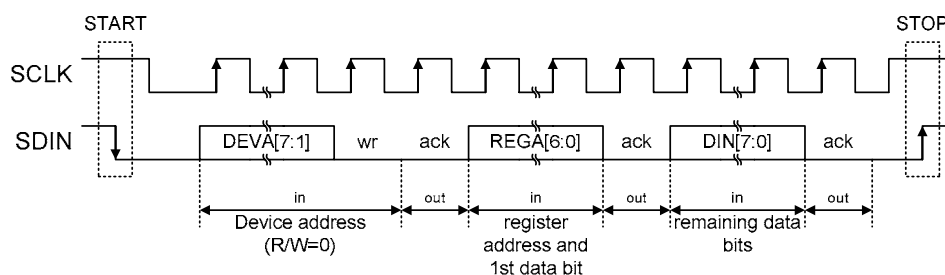 START STOP
SCLK
SDIN DEVA[7:1] wr ack REGA[6:0] ack DIN[7:0] ack
in out in out in out
Device address register remaining data
(R/W=0) address and bits
1st data bit